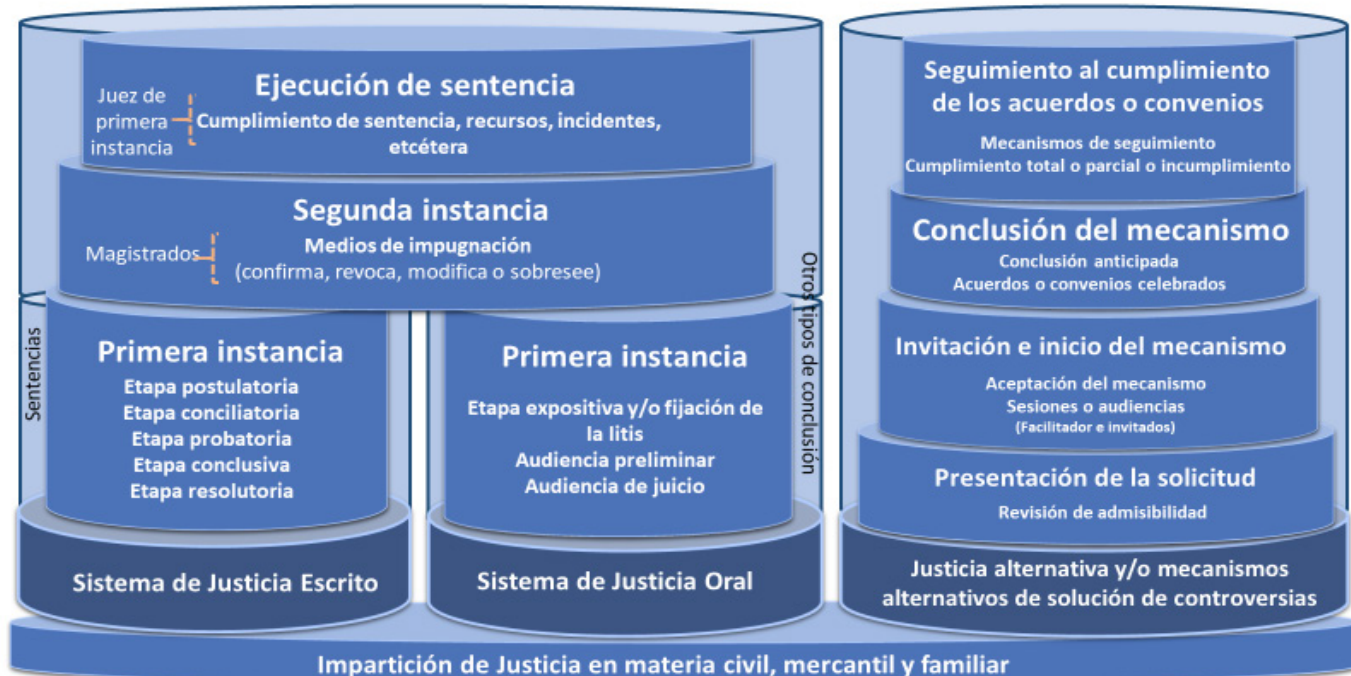 Ejecución de sentencia
Juez de
primera
instancia
Cumplimiento de sentencia, recursos, incidentes,
etcétera
Segunda instancia
Magistrados
Medios de impugnación
(confirma, revoca, modifica o sobresee)
Sentencias
Primera instancia
Etapa postulatoria
Etapa conciliatoria
Etapa probatoria
Etapa conclusiva
Etapa resolutoria
Primera instancia
Etapa expositiva y/o fijación de
la litis
Audiencia preliminar
Audiencia de juicio
Otros tipos de conclusión
Sistema de Justicia Escrito
Sistema de Justicia Oral
Seguimiento al cumplimiento
de los acuerdos o convenios
Mecanismos de seguimiento
Cumplimiento total o parcial o incumplimiento
Conclusión del mecanismo
Conclusión anticipada
Acuerdos o convenios celebrados
Invitación e inicio del mecanismo
Aceptación del mecanismo
Sesiones o audiencias
(Facilitador e invitados)
Presentación de la solicitud
Revisión de admisibilidad
Justicia alternativa y/o mecanismos
alternativos de solución de controversias
Impartición de Justicia en materia civil, mercantil y familiar